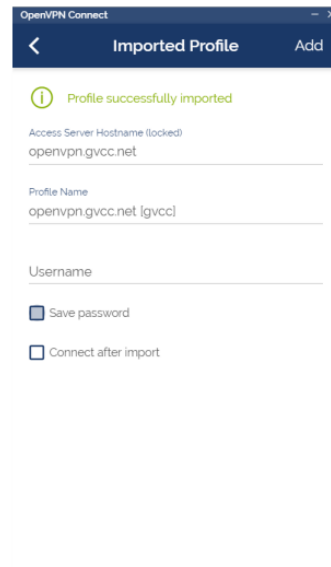 OpenVPN Connect
Imported Profile Add
Profile successfully imported
Access Server Hostname (locked)
openvpn.gvcc.net
Profile Name
openvpn.gvcc.net [gvcc]
Username
Save password
Connect after import